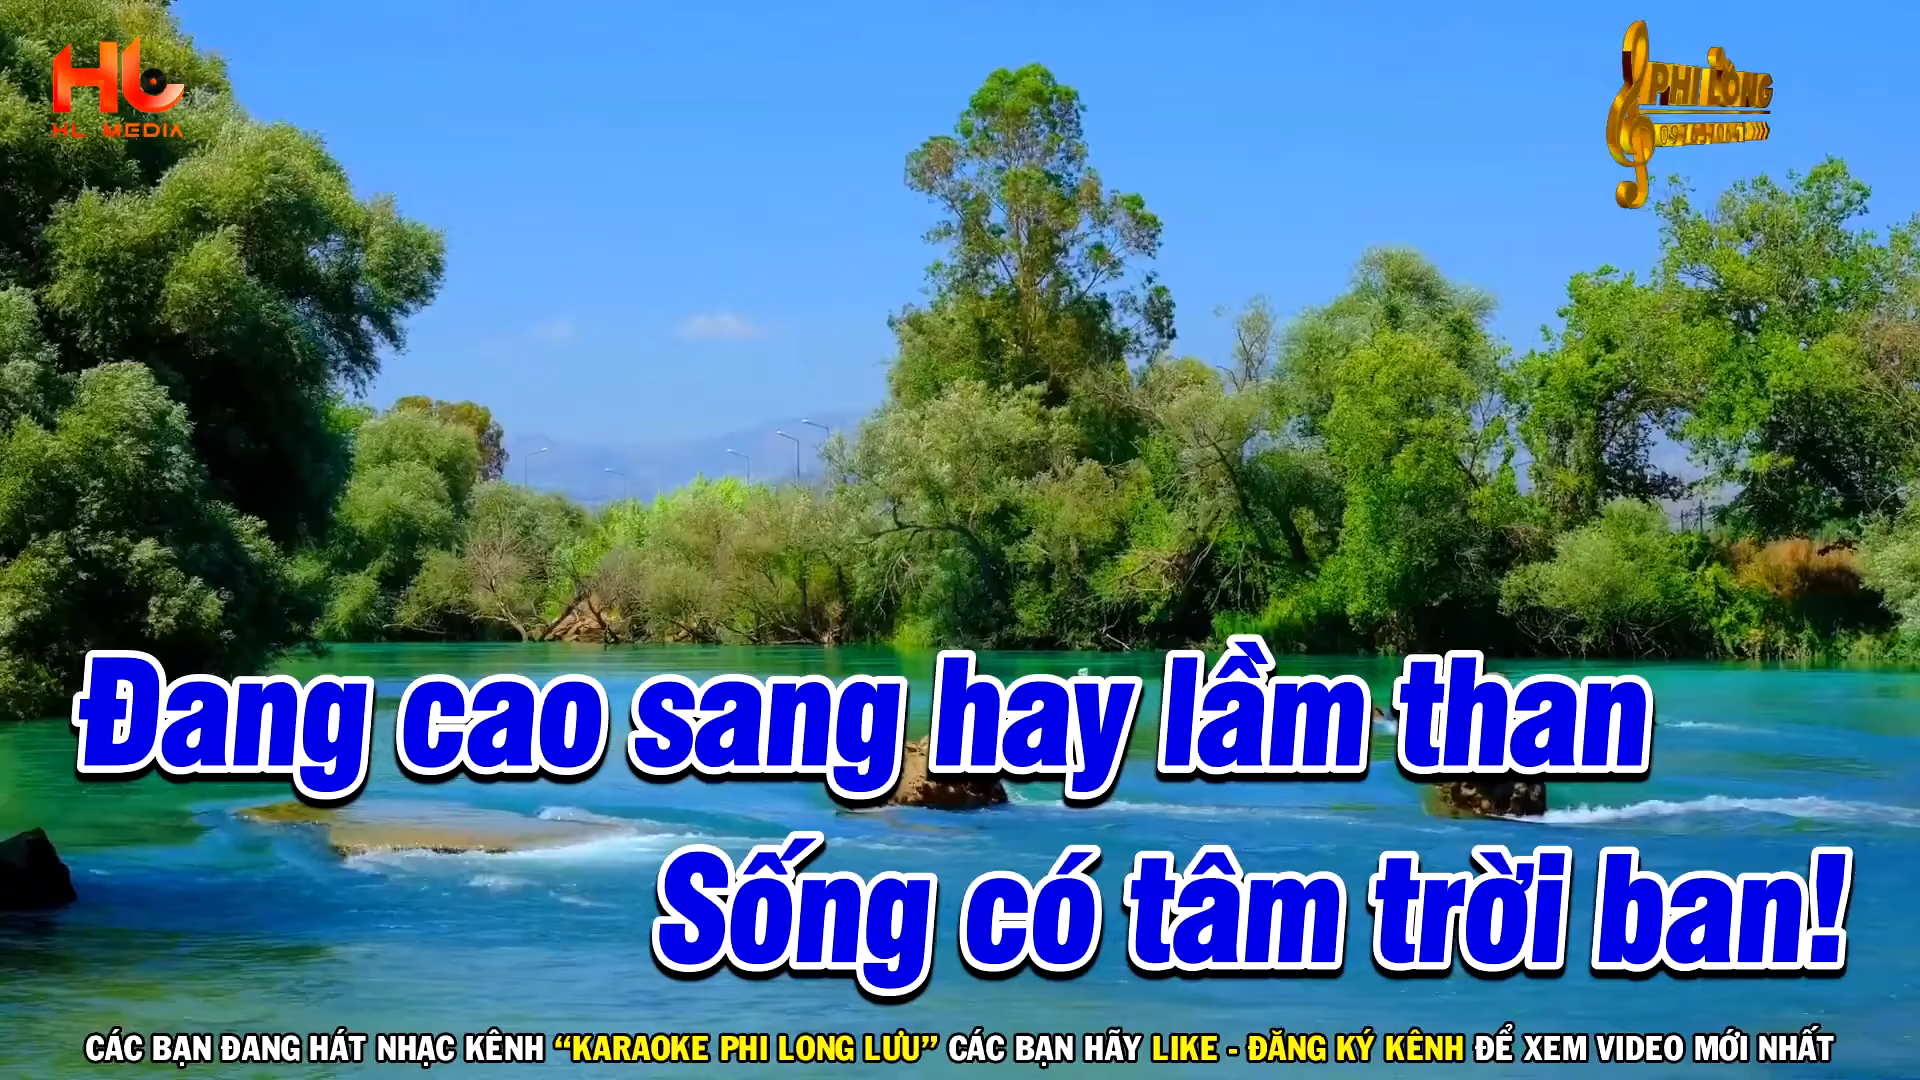 HL MEDIA
PHI LONG
Đang cao sang hay lầm than
Sống có tâm trời ban!
CÁC BẠN ĐANG HÁT NHẠC KÊNH “KARAOKE PHI LONG LƯU” CÁC BẠN HÃY LIKE - ĐĂNG KÝ KÊNH ĐỂ XEM VIDEO MỚI NHẤT